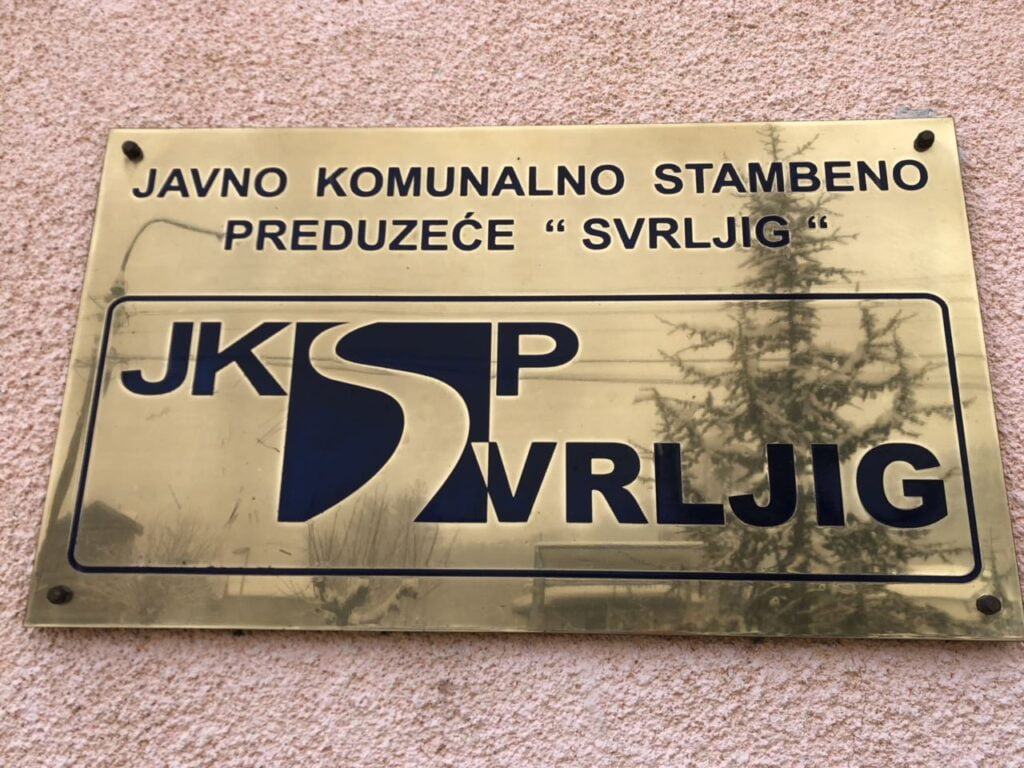 JAVNO KOMUNALNO STAMBENO
PREDUZEĆE “ SVRLJIG “
JKSP
SVRLJIG